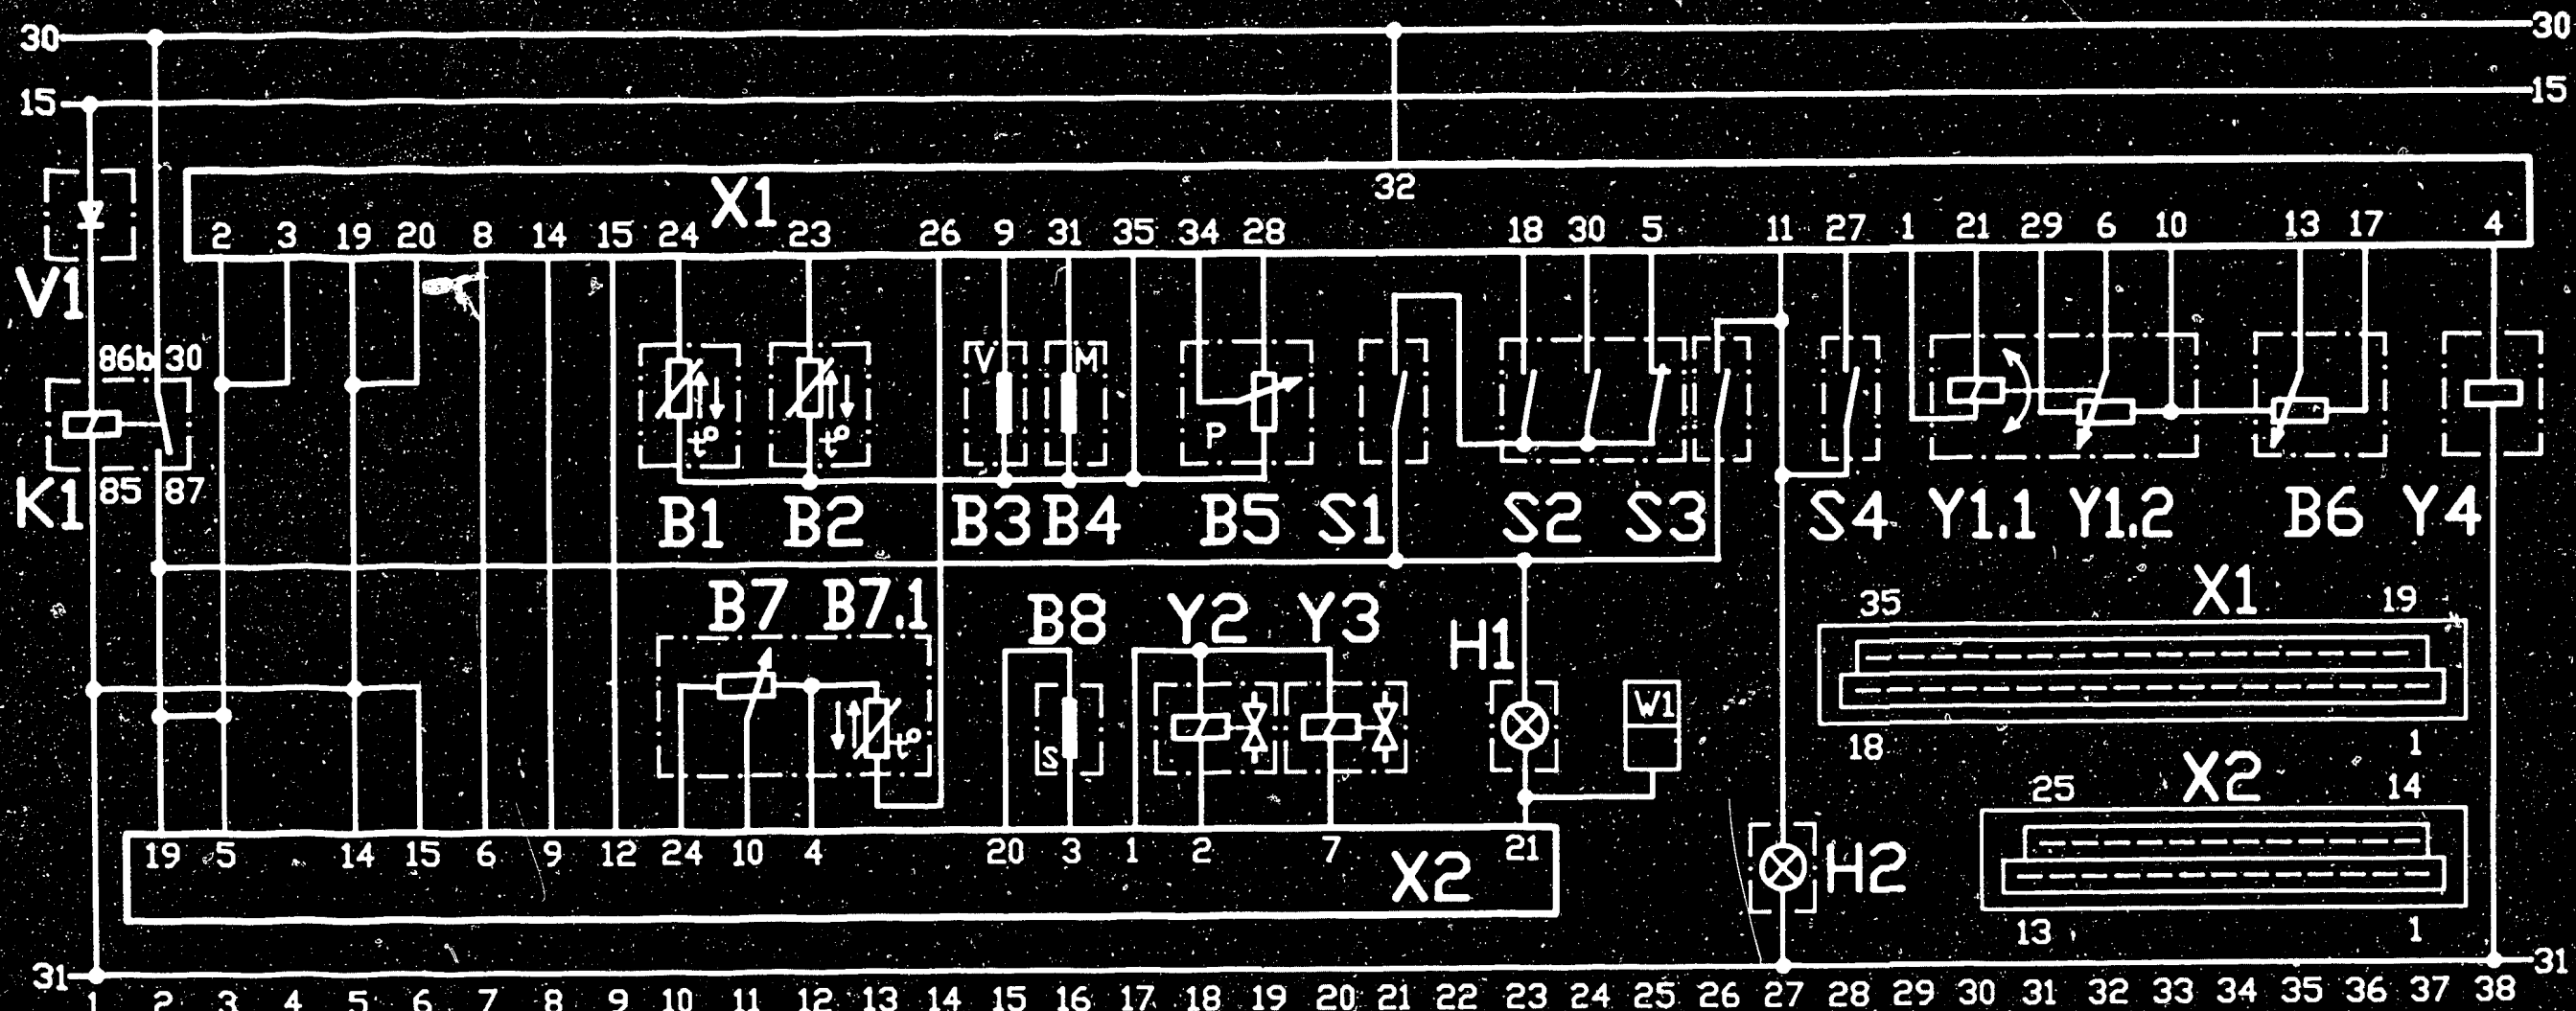 30 30
15 15
X1 32
2 3 19 20 8 14 15 24 23 26 9 31 35 34 28 18 30 5 11 27 1 21 29 6 10 13 17 4
V1
86b 30 V M
t° t° P
K1 85 87 B1 B2 B3 B4 B5 S1 S2 S3 S4 Y1.1 Y1.2 B6 Y4
B7 B7.1 B8 Y2 Y3 H1 X1
35 19
W1
t° S
18 1
X2
25 14
19 5 14 15 6 9 12 24 10 4 20 3 1 2 7 21
X2 H2
13 1
31 31
1 2 3 4 5 6 7 8 9 10 11 12 13 14 15 16 17 18 19 20 21 22 23 24 25 26 27 28 29 30 31 32 33 34 35 36 37 38